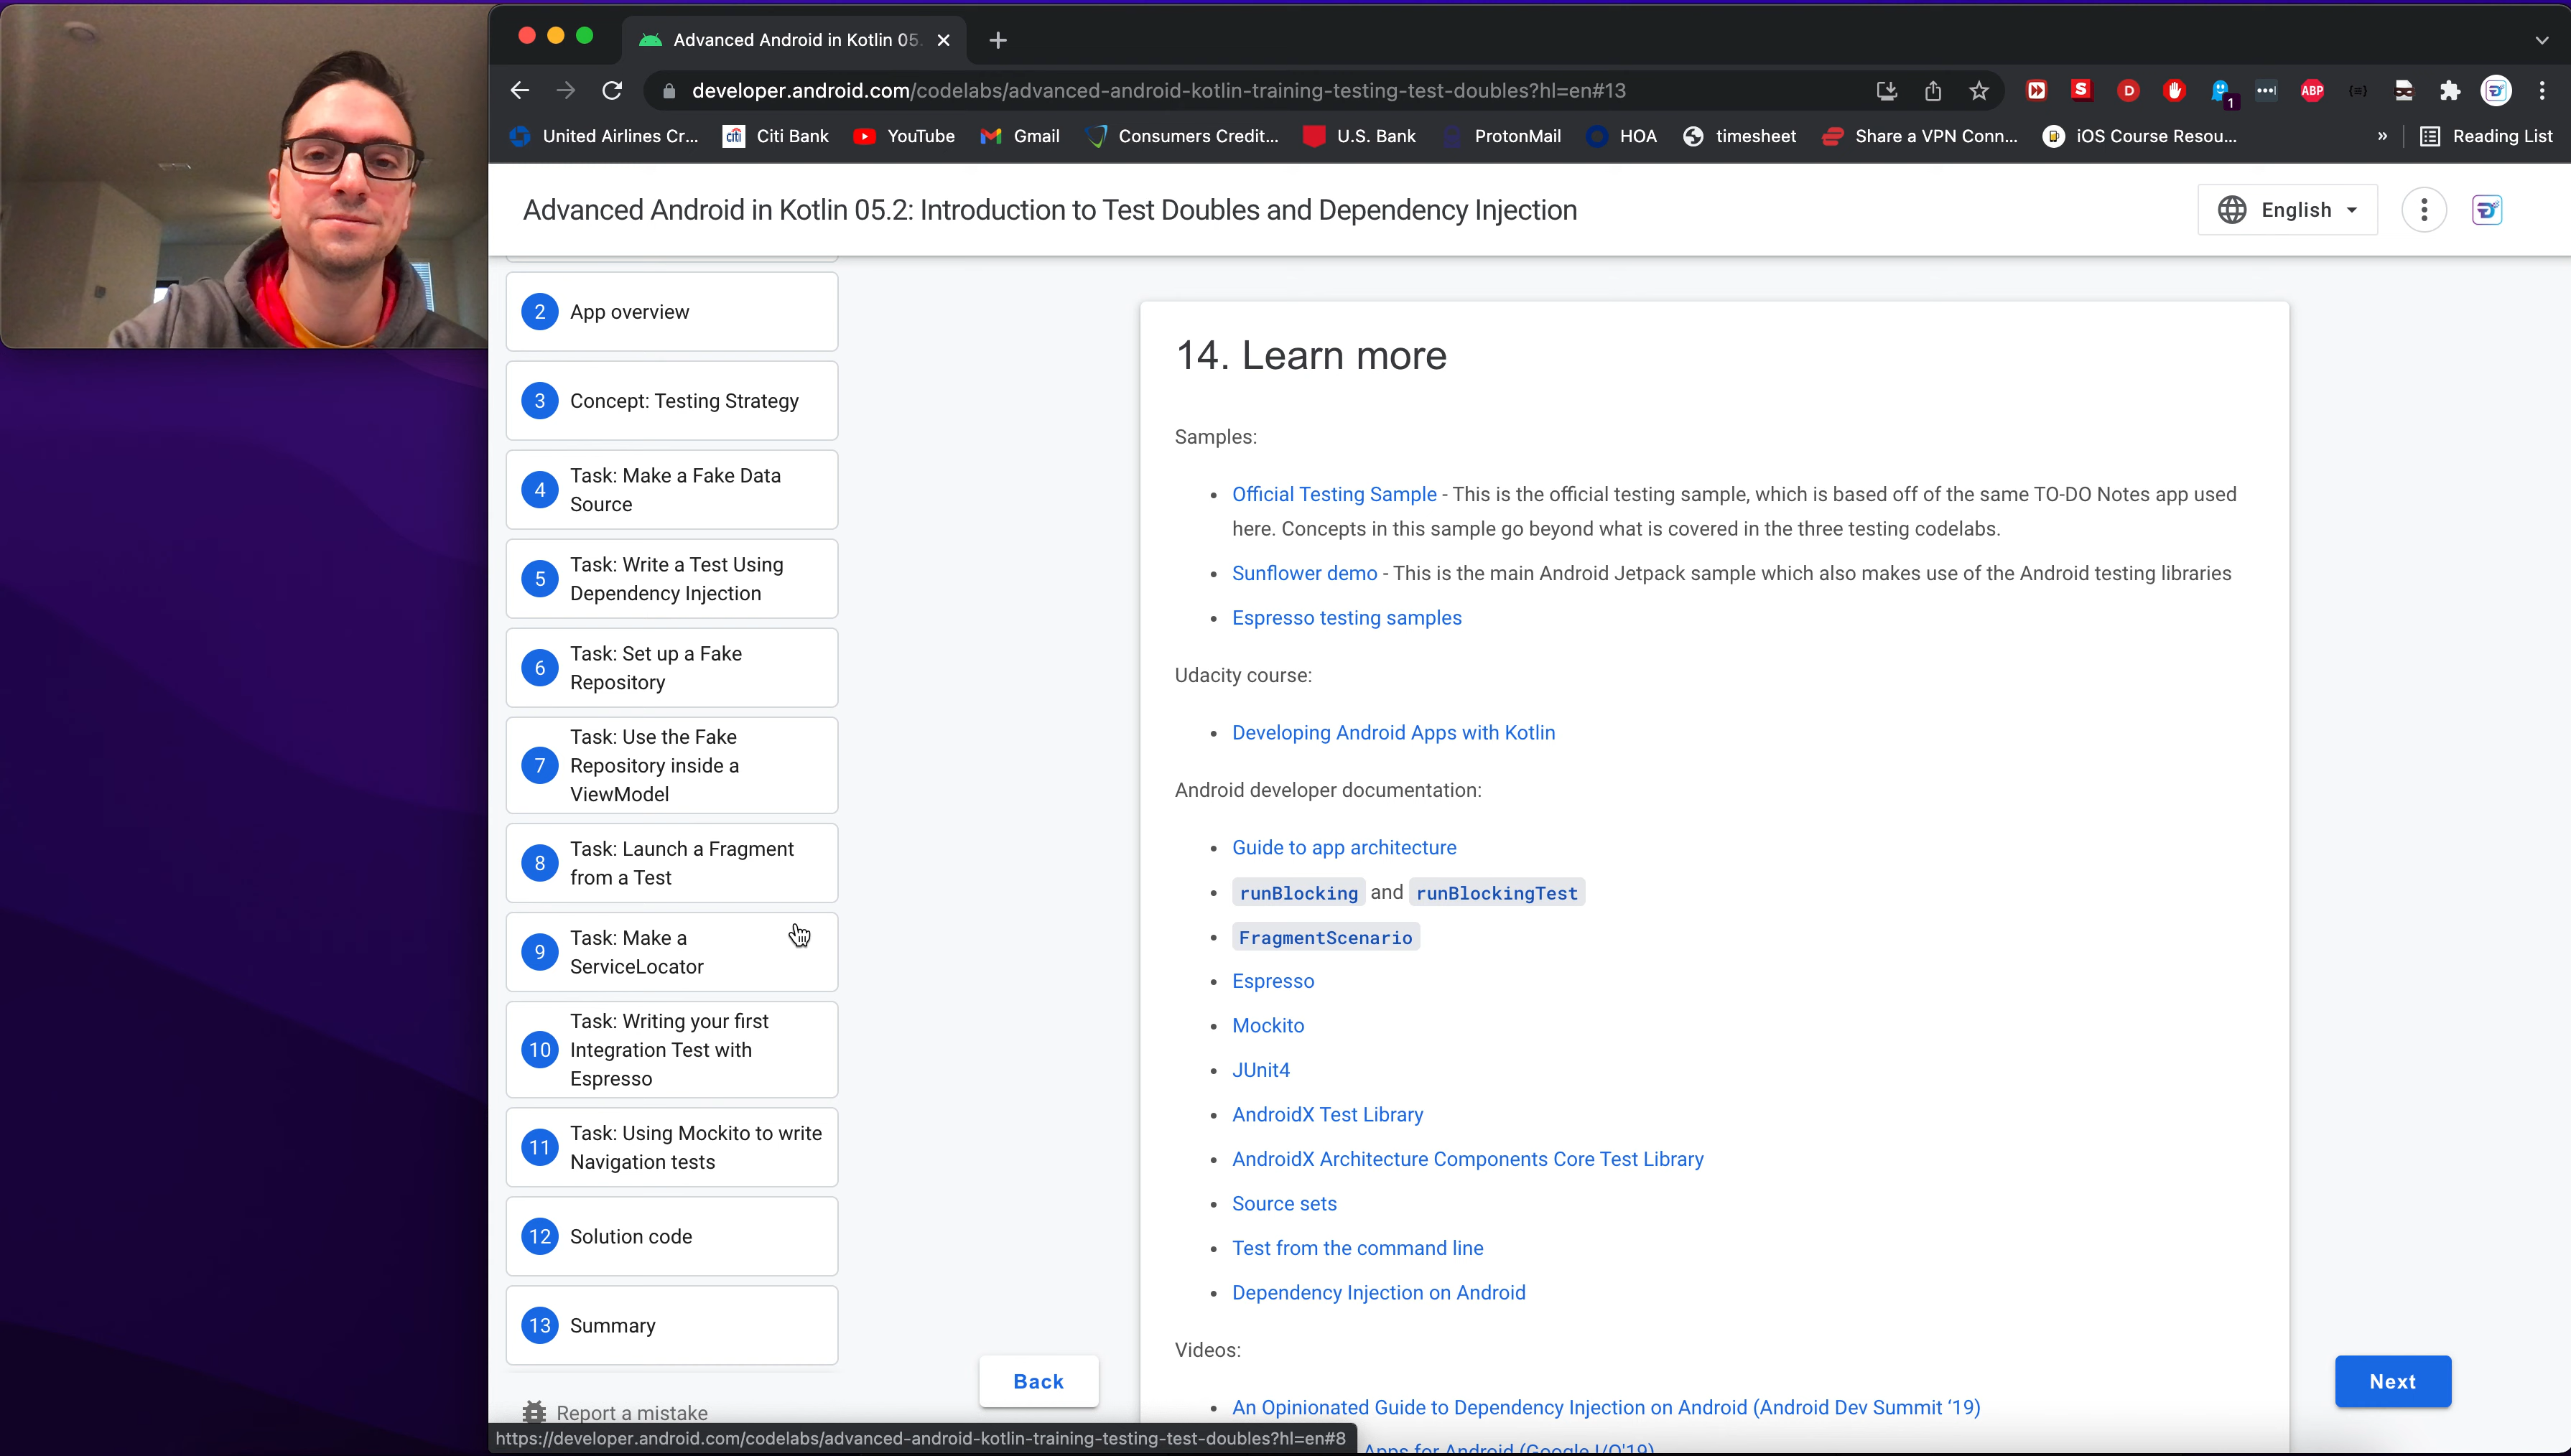 Advanced Android in Kotlin 05.
developer.android.com/codelabs/advanced-android-kotlin-training-testing-test-doubles?hl=en#13
S
D
1
ABP
United Airlines Cr...
citi
Citi Bank
YouTube
Gmail
Consumers Credit...
U.S. Bank
ProtonMail
HOA
timesheet
Share a VPN Conn...
iOS Course Resou...
»
Reading List
Advanced Android in Kotlin 05.2: Introduction to Test Doubles and Dependency Injection
English
2 App overview
3 Concept: Testing Strategy
4 Task: Make a Fake Data
Source
5 Task: Write a Test Using
Dependency Injection
6 Task: Set up a Fake
Repository
7 Task: Use the Fake
Repository inside a
ViewModel
8 Task: Launch a Fragment
from a Test
9 Task: Make a
ServiceLocator
10 Task: Writing your first
Integration Test with
Espresso
11 Task: Using Mockito to write
Navigation tests
12 Solution code
13 Summary
Report a mistake
14. Learn more
Samples:
Official Testing Sample - This is the official testing sample, which is based off of the same TO-DO Notes app used
here. Concepts in this sample go beyond what is covered in the three testing codelabs.
Sunflower demo - This is the main Android Jetpack sample which also makes use of the Android testing libraries
Espresso testing samples
Udacity course:
Developing Android Apps with Kotlin
Android developer documentation:
Guide to app architecture
runBlocking and runBlockingTest
FragmentScenario
Espresso
Mockito
JUnit4
AndroidX Test Library
AndroidX Architecture Components Core Test Library
Source sets
Test from the command line
Dependency Injection on Android
Videos:
An Opinionated Guide to Dependency Injection on Android (Android Dev Summit ‘19)
Apps for Android (Google I/O'19)
Back
Next
https://developer.android.com/codelabs/advanced-android-kotlin-training-testing-test-doubles?hl=en#8